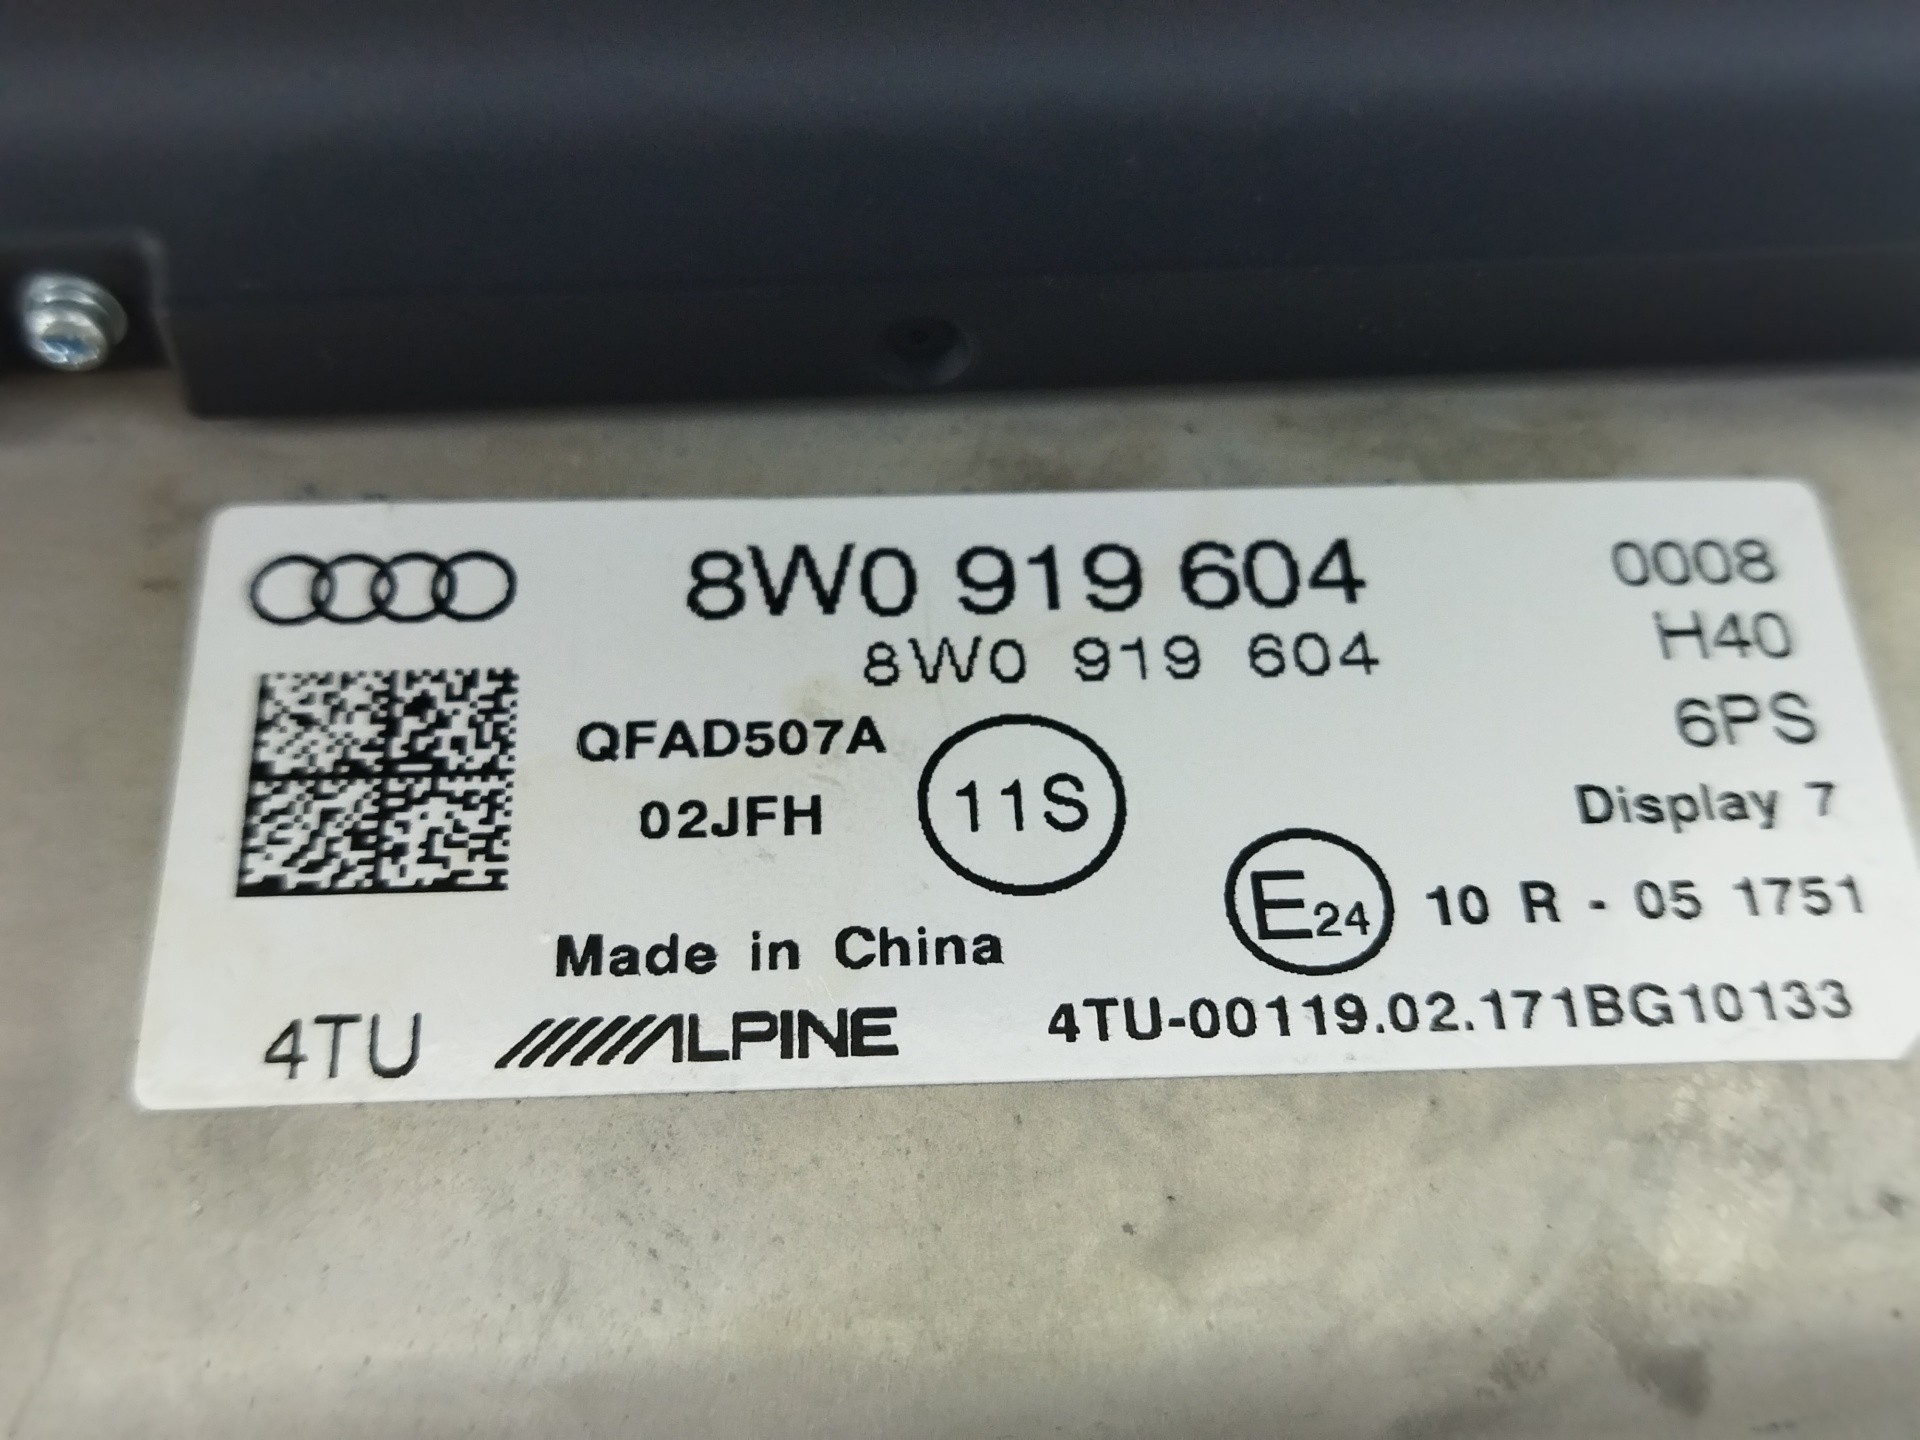 8W0 919 604 0008
8W0 919 604 H40
QFAD507A 6PS
02JFH 11S Display 7
E24 10 R - 05 1751
Made in China
4TU ALPINE 4TU-00119.02.171BG10133